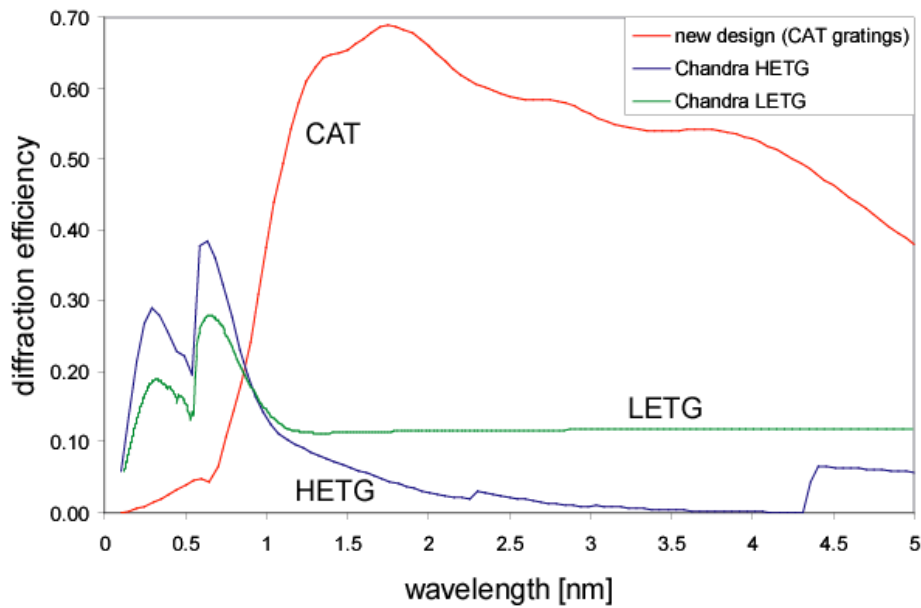 0.70
0.60
0.50
0.40
0.30
0.20
0.10
0.00
diffraction efficiency
new design (CAT gratings)
Chandra HETG
Chandra LETG
CAT
LETG
HETG
0 0.5 1 1.5 2 2.5 3 3.5 4 4.5 5
wavelength [nm]